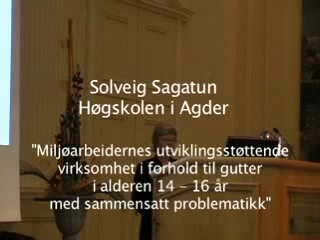 Solveig Sagatun
Høgskolen i Agder
"Miljøarbeidernes utviklingsstøttende
virksomhet i forhold til gutter
i alderen 14 - 16 år
med sammensatt problematikk"